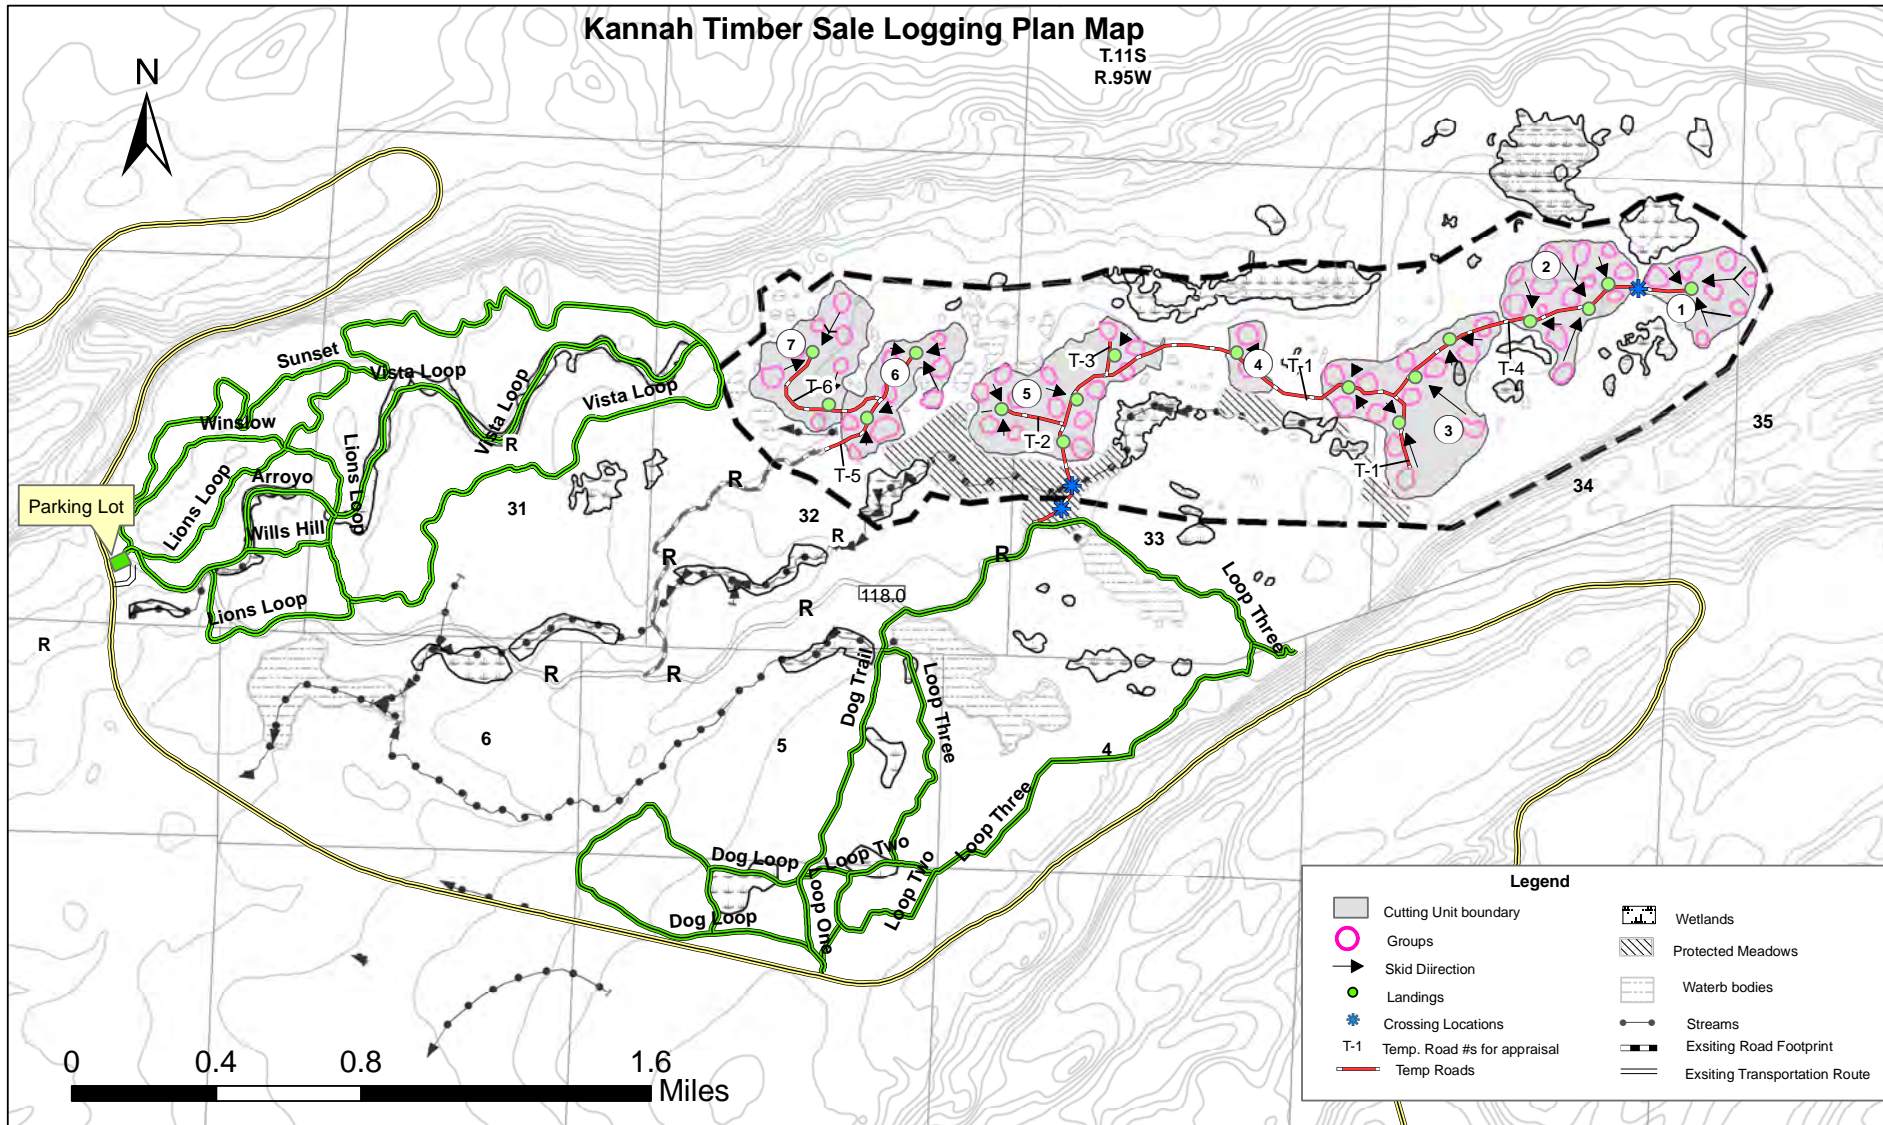 Kannah Timber Sale Logging Plan Map
T.11S
R.95W
N
2
1
7
6
T-3
4
T-1
T-4
Sunset
Vista Loop
Vista Loop
Vista Loop
T-6
5
3
35
Winslow
R
T-2
T-1
Lions Loop
Arroyo
Lions Loop
T-5
R
34
Parking Lot
31
32
Wills Hill
R
33
R
R
Loop Three
118.0
R
Lions Loop
R
R
R
Dog Trail
Loop Three
6
5
4
Loop Three
Dog Loop
Loop Two
Loop Two
Loop One
Dog Loop
0 0.4 0.8 1.6
Miles
Legend
Cutting Unit boundary
Groups
Skid Diirection
Landings
Crossing Locations
T-1 Temp. Road #s for appraisal
Temp Roads
Wetlands
Protected Meadows
Waterb bodies
Streams
Exsiting Road Footprint
Exsiting Transportation Route